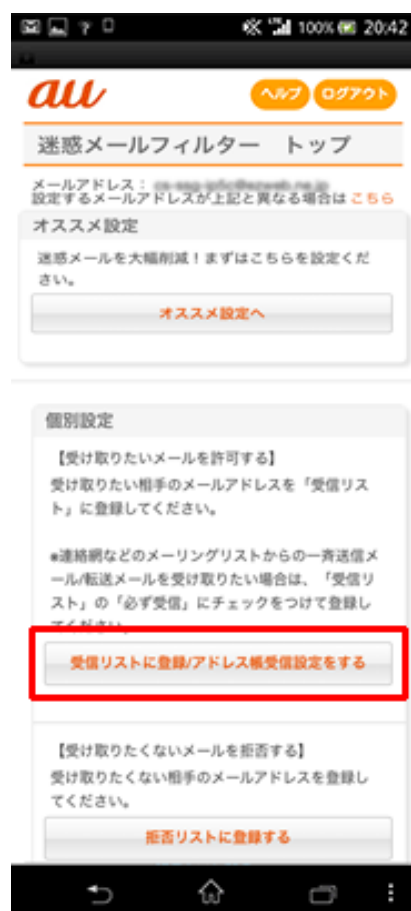 100% 20:42
au
ヘルプ ログアウト
迷惑メールフィルター トップ
メールアドレス：
設定するメールアドレスが上記と異なる場合は こちら
オススメ設定
迷惑メールを大幅削減！まずはこちらを設定くだ
さい。
オススメ設定へ
個別設定
【受け取りたいメールを許可する】
受け取りたい相手のメールアドレスを「受信リス
ト」に登録してください。
※連絡網などのメーリングリストからの一斉送信メ
ール/転送メールを受け取りたい場合は、「受信リ
スト」の「必ず受信」にチェックをつけて登録し
てください。
受信リストに登録/アドレス帳受信設定をする
【受け取りたくないメールを拒否する】
受け取りたくない相手のメールアドレスを登録し
てください。
拒否リストに登録する